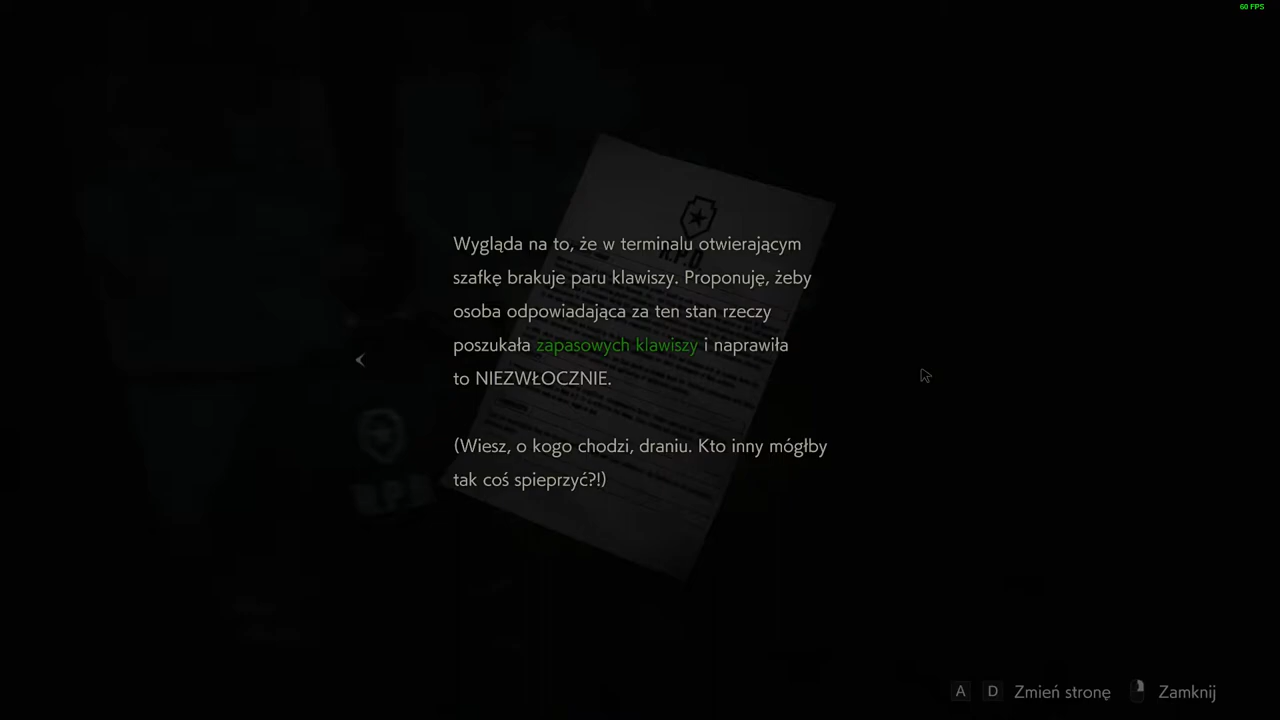 60 FPS
R.P.D.
Wygląda na to, że w terminalu otwierającym
szafkę brakuje paru klawiszy. Proponuję, żeby
osoba odpowiadająca za ten stan rzeczy
poszukała zapasowych klawiszy i naprawiła
to NIEZWŁOCZNIE.
(Wiesz, o kogo chodzi, draniu. Kto inny mógłby
tak coś spieprzyć?!)
R.P.D.
A D Zmień stronę Zamknij